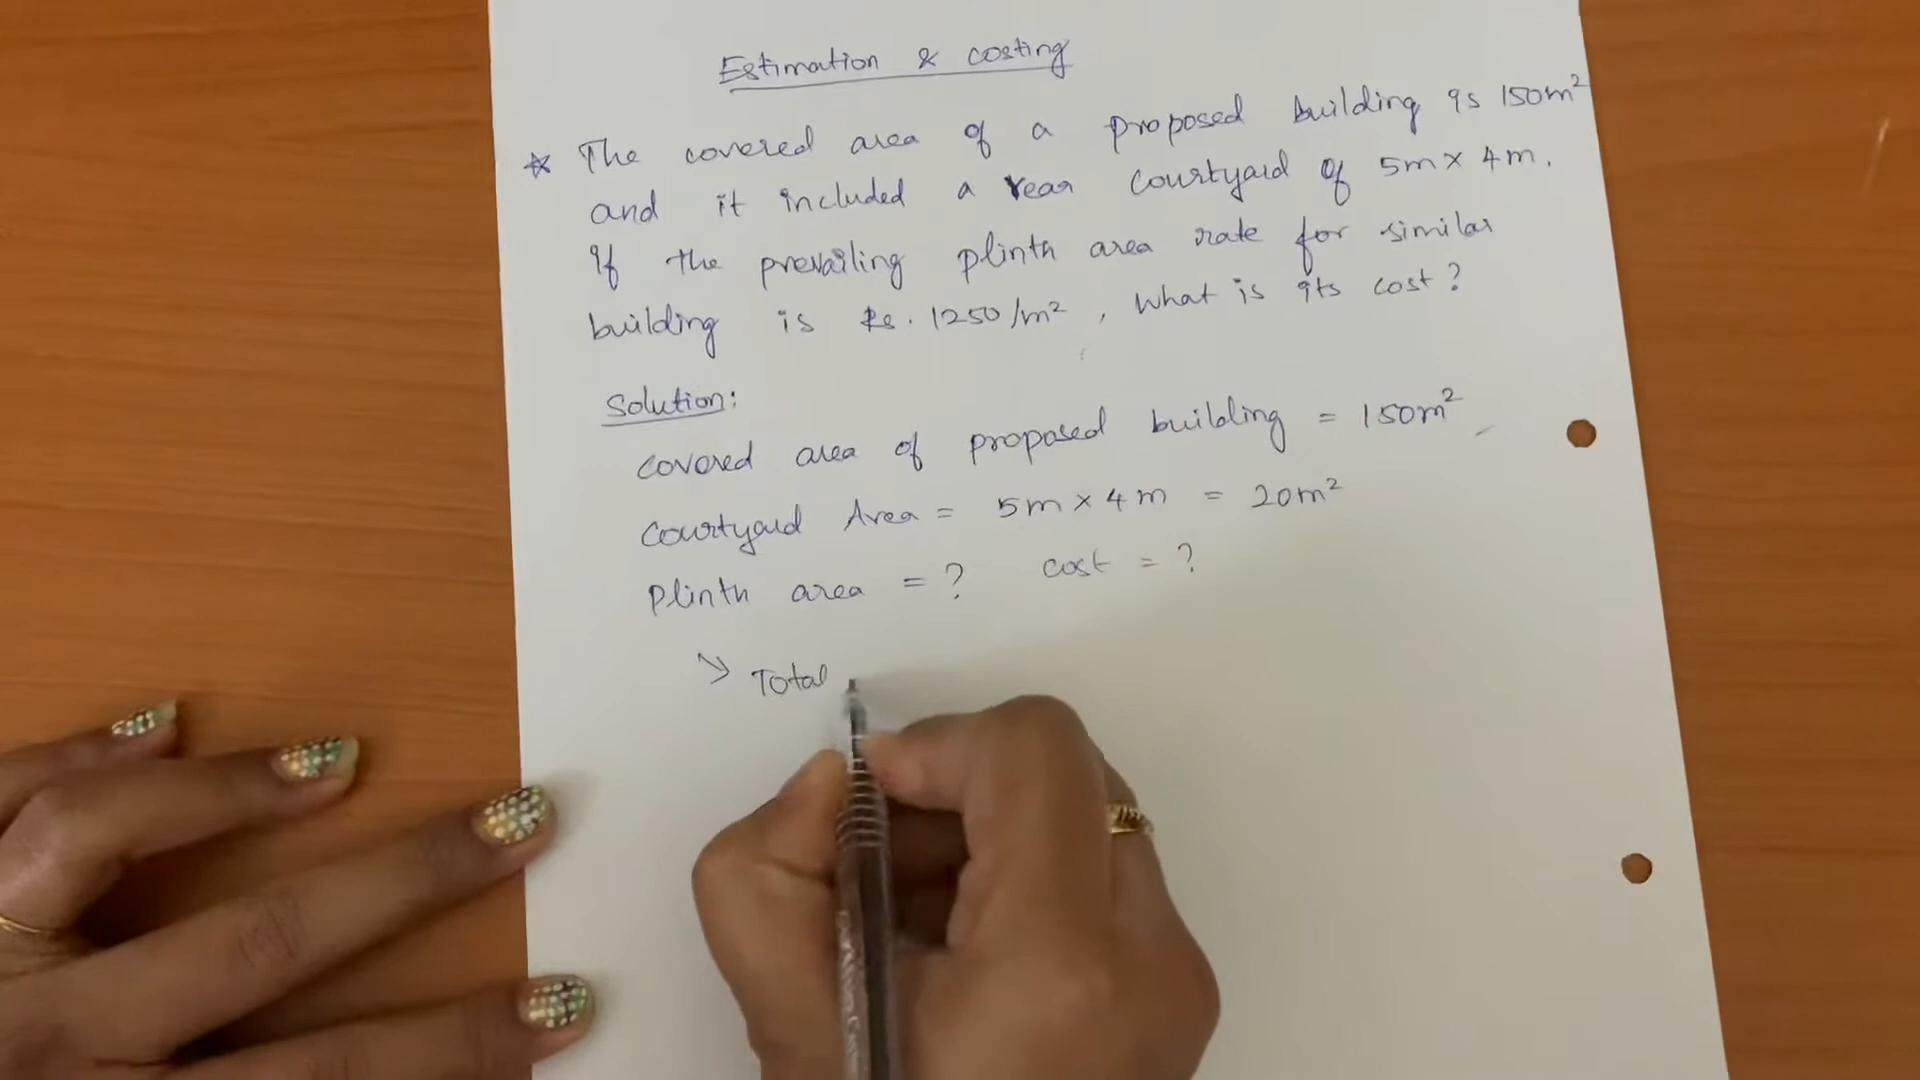 Estimation & costing
☆ The covered area of a proposed building is 150m²
and it included a rear courtyard of 5m x 4m.
If the prevailing plinth area rate for similar
building is Rs. 1250/m², What is its cost?
Solution:
covered area of proposed building = 150m²
Courtyard Area = 5m x 4m = 20m²
Plinth area = ? cost = ?
Total